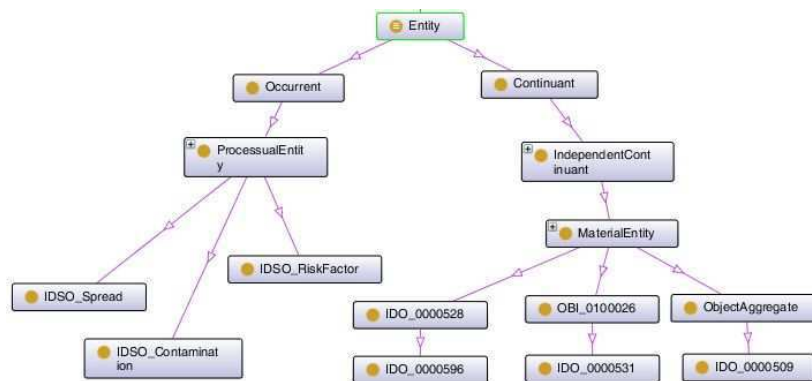 Entity
Occurrent
Continuant
ProcessualEntit
y
IndependentCont
inuant
MaterialEntity
IDSO_RiskFactor
IDSO_Spread
IDO_0000528
OBI_0100026
ObjectAggregate
IDSO_Contaminat
ion
IDO_0000596
IDO_0000531
IDO_0000509